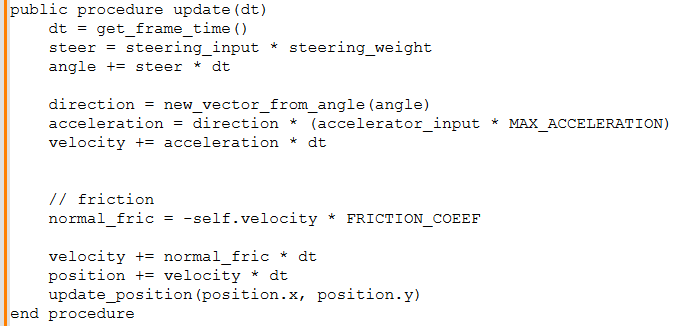 public procedure update(dt)
    dt = get_frame_time()
    steer = steering_input * steering_weight
    angle += steer * dt

    direction = new_vector_from_angle(angle)
    acceleration = direction * (accelerator_input * MAX_ACCELERATION)
    velocity += acceleration * dt


    // friction
    normal_fric = -self.velocity * FRICTION_COEEF

    velocity += normal_fric * dt
    position += velocity * dt
    update_position(position.x, position.y)
end procedure